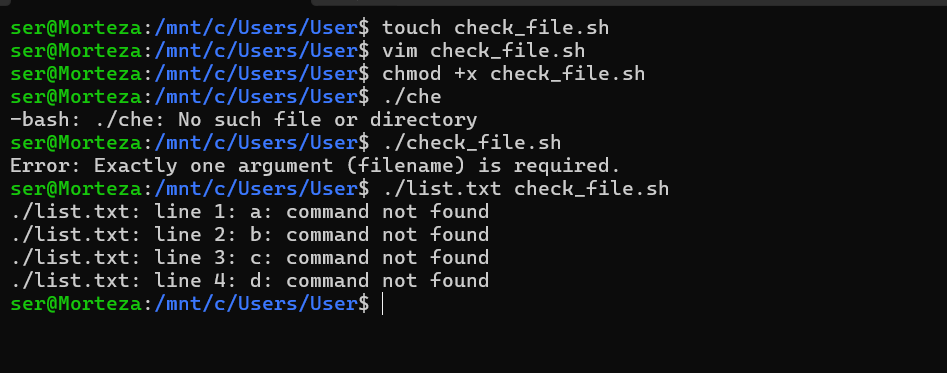 ser@Morteza:/mnt/c/Users/User$ touch check_file.sh
ser@Morteza:/mnt/c/Users/User$ vim check_file.sh
ser@Morteza:/mnt/c/Users/User$ chmod +x check_file.sh
ser@Morteza:/mnt/c/Users/User$ ./che
-bash: ./che: No such file or directory
ser@Morteza:/mnt/c/Users/User$ ./check_file.sh
Error: Exactly one argument (filename) is required.
ser@Morteza:/mnt/c/Users/User$ ./list.txt check_file.sh
./list.txt: line 1: a: command not found
./list.txt: line 2: b: command not found
./list.txt: line 3: c: command not found
./list.txt: line 4: d: command not found
ser@Morteza:/mnt/c/Users/User$